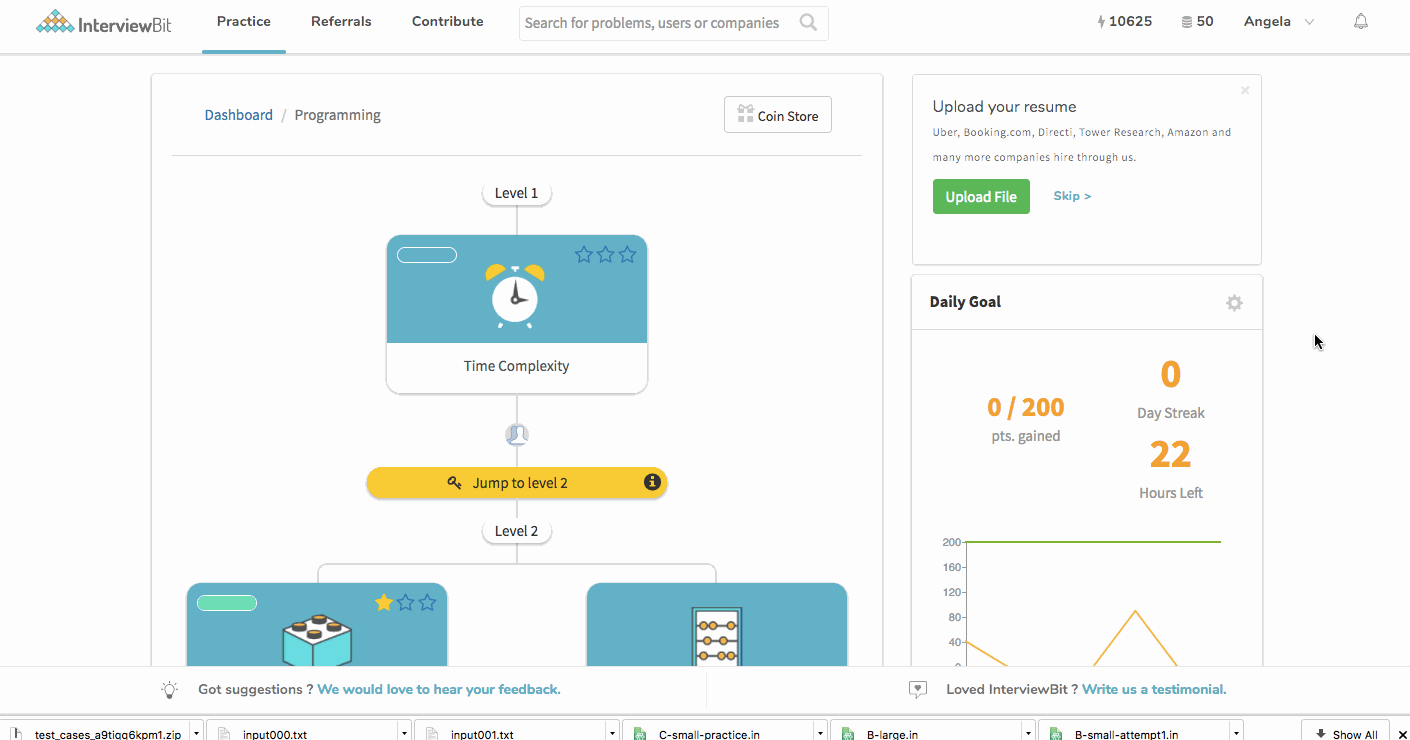 InterviewBit
Practice
Referrals
Contribute
Search for problems, users or companies
10625
50
Angela
Dashboard / Programming
Coin Store
Level 1
Time Complexity
Jump to level 2
Level 2
Upload your resume
Uber, Booking.com, Directi, Tower Research, Amazon and
many more companies hire through us.
Upload File
Skip >
Daily Goal
0 / 200
pts. gained
0
Day Streak
22
Hours Left
200
160
120
80
40
Got suggestions ? We would love to hear your feedback.
Loved InterviewBit ? Write us a testimonial.
test_cases_a9tiqg6kpm1.zip
input000.txt
input001.txt
C-small-practice.in
B-large.in
B-small-attempt1.in
Show All